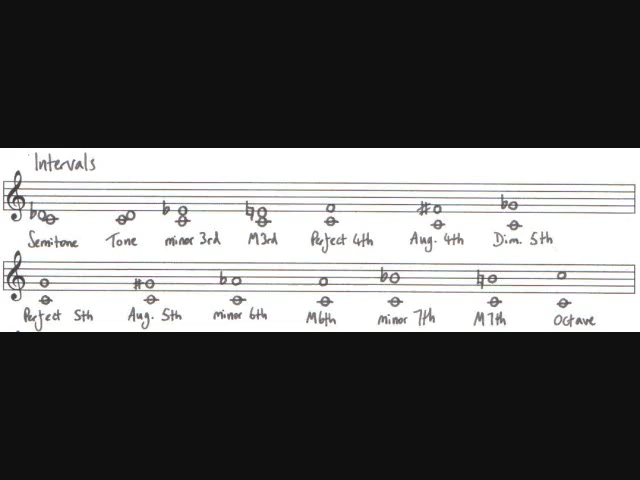 Intervals
Semitone Tone minor 3rd M3rd Perfect 4th Aug. 4th Dim. 5th
Perfect 5th Aug. 5th minor 6th M6th minor 7th M7th Octave